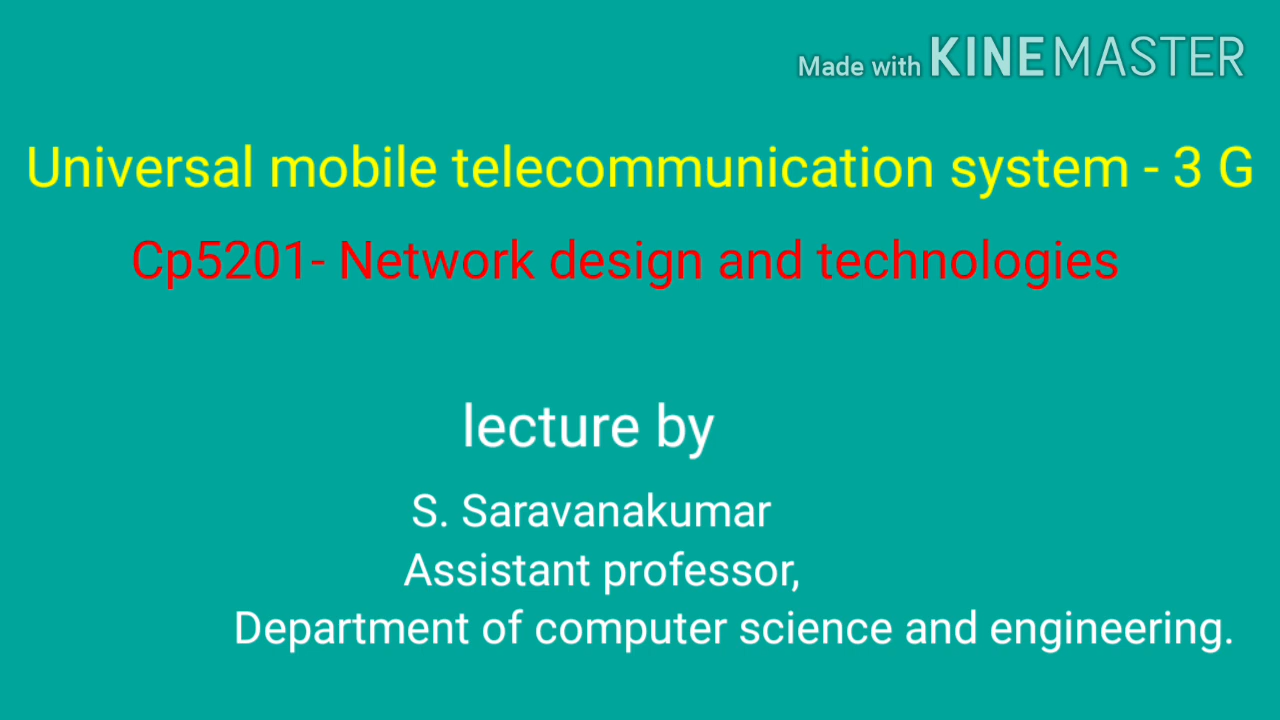 Made with KINEMASTER
Universal mobile telecommunication system - 3 G
Cp5201- Network design and technologies
lecture by
S. Saravanakumar
Assistant professor,
Department of computer science and engineering.